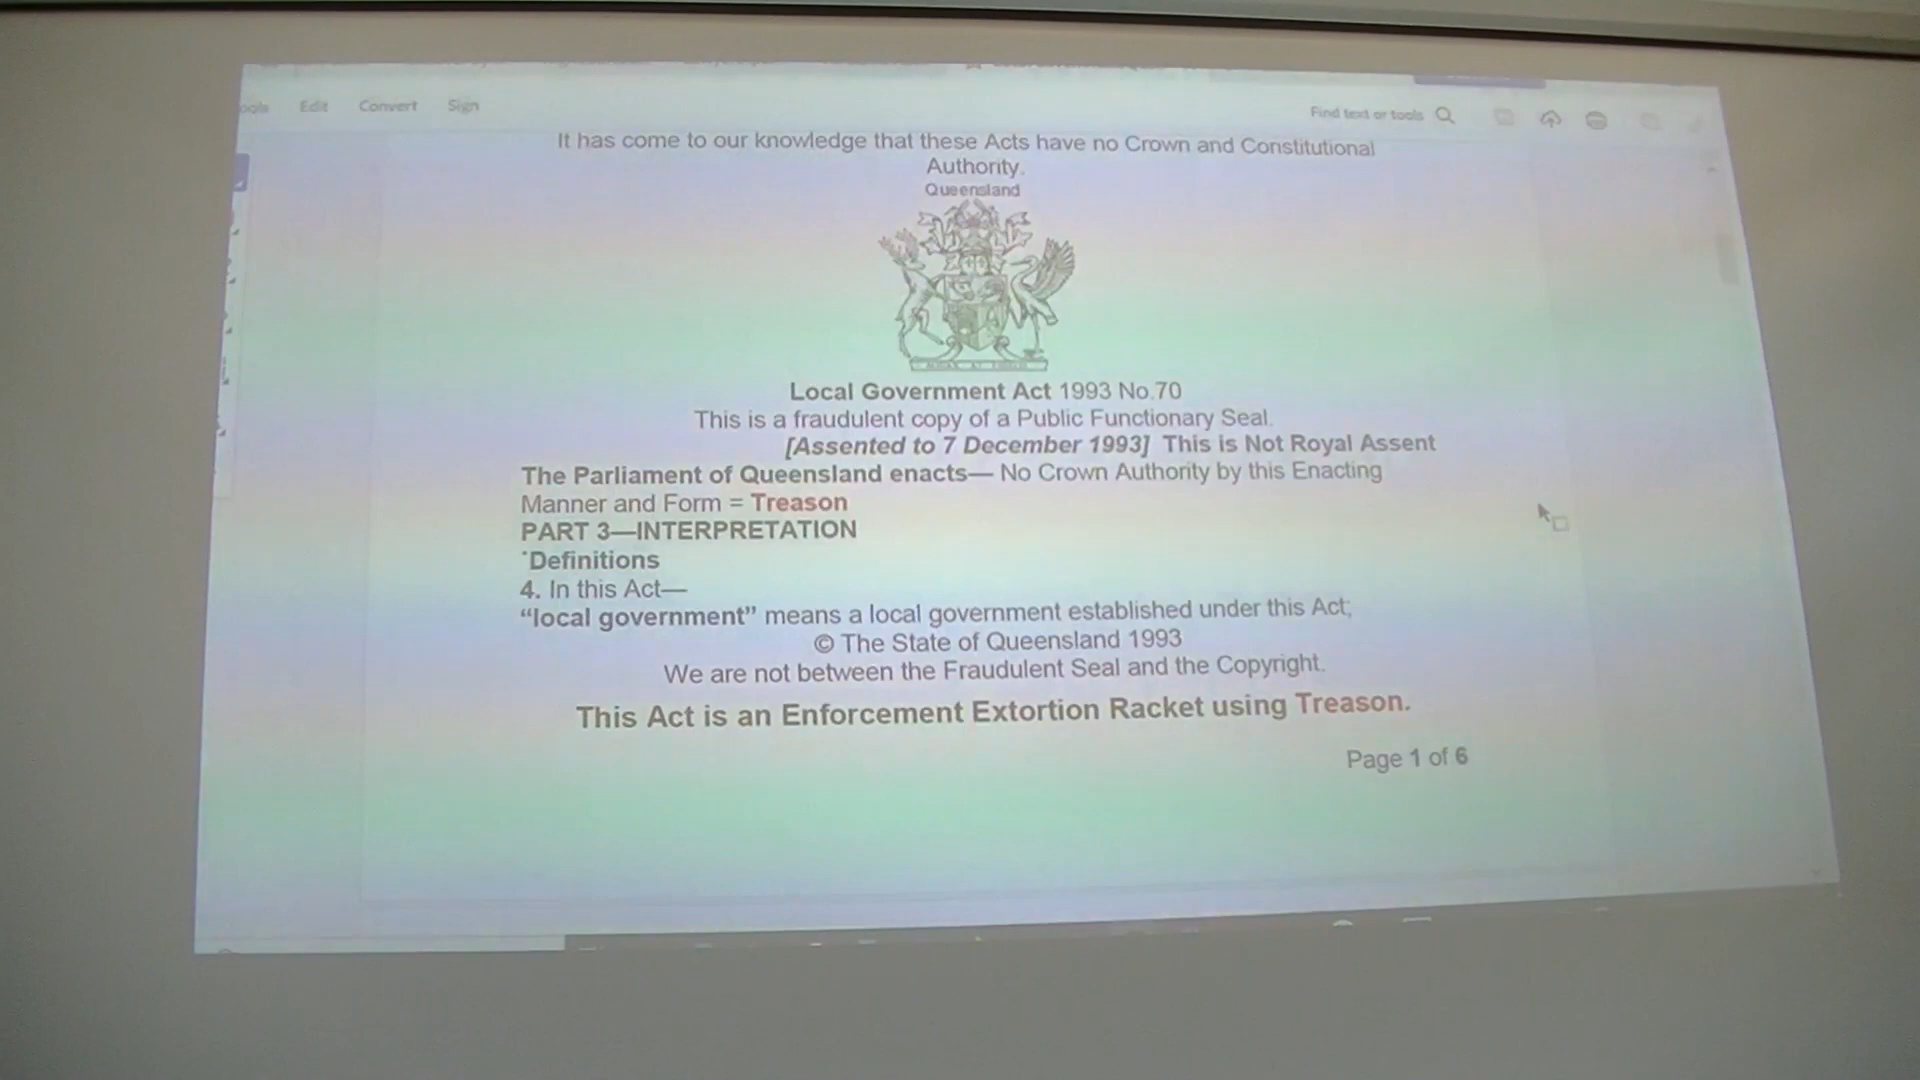 Edit Convert Sign
Find text or tools
It has come to our knowledge that these Acts have no Crown and Constitutional
Authority.
Queensland
Local Government Act 1993 No.70
This is a fraudulent copy of a Public Functionary Seal.
[Assented to 7 December 1993] This is Not Royal Assent
The Parliament of Queensland enacts— No Crown Authority by this Enacting
Manner and Form = Treason
PART 3—INTERPRETATION
˙Definitions
4. In this Act—
“local government” means a local government established under this Act;
© The State of Queensland 1993
We are not between the Fraudulent Seal and the Copyright.
This Act is an Enforcement Extortion Racket using Treason.
Page 1 of 6